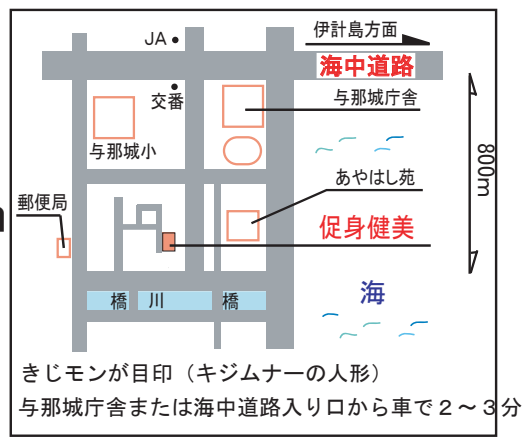 JA
伊計島方面
海中道路
交番
与那城庁舎
与那城小
800m
あやはし苑
郵便局
促身健美
海
橋 川 橋
きじモンが目印(キジムナーの人形)
与那城庁舎または海中道路入り口から車で2~3分